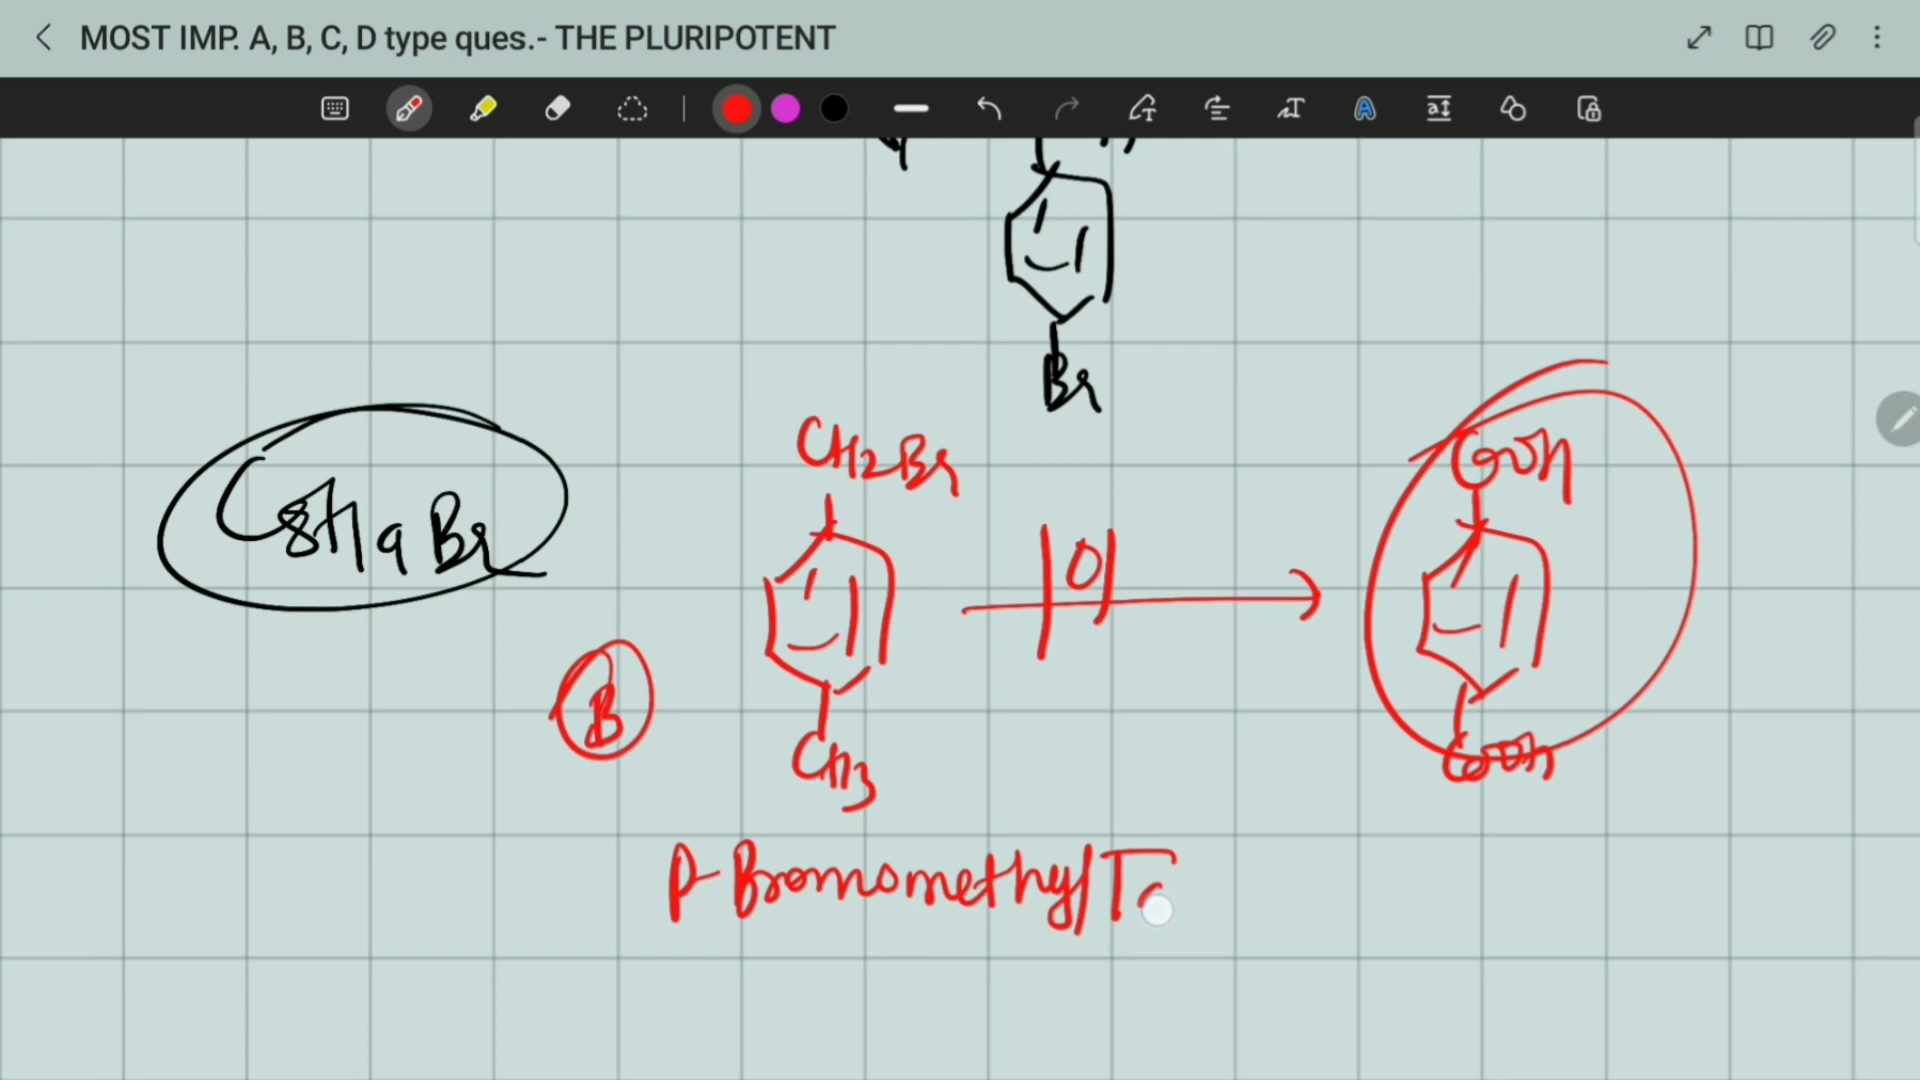 MOST IMP. A, B, C, D type ques.- THE PLURIPOTENT
Br
CH2Br
COOH
C8H9Br
|O|
B
CH3
COOH
P-Bromomethyl To